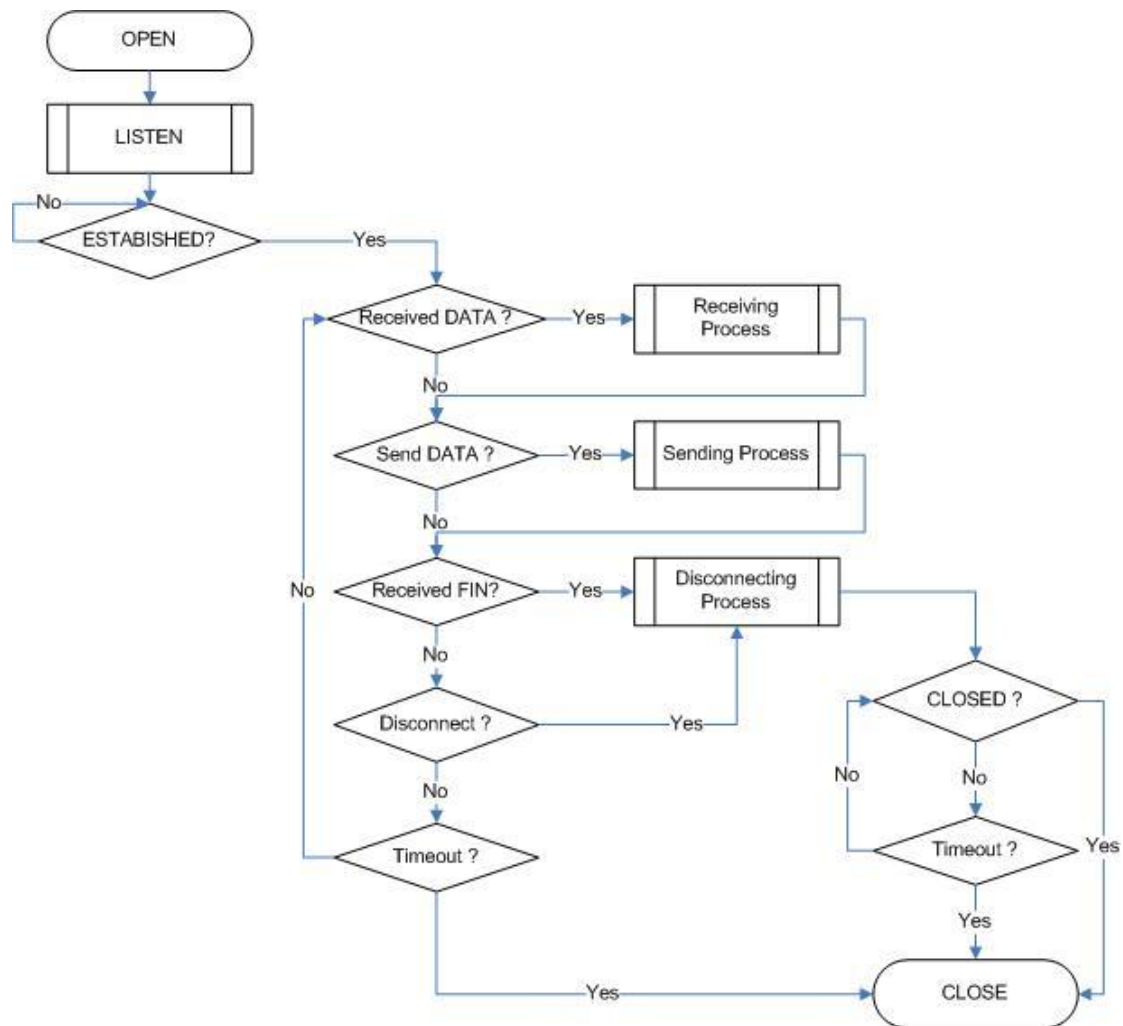 OPEN
LISTEN
No
ESTABISHED?
Yes
Received DATA ?
Yes
Receiving
Process
No
Send DATA ?
Yes
Sending Process
No
Received FIN?
Yes
Disconnecting
Process
No
No
Disconnect ?
Yes
CLOSED ?
No
No
No
Timeout ?
Timeout ?
Yes
Yes
Yes
CLOSE